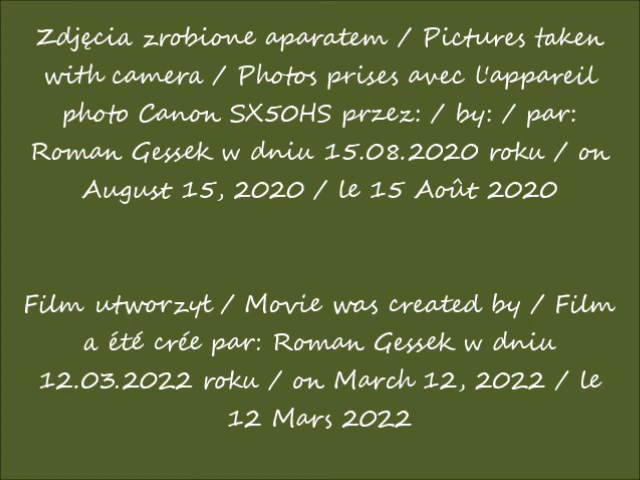 Zdjęcia zrobione aparatem / Pictures taken
with camera / Photos prises avec l'appareil
photo Canon SX50HS przez: / by: / par:
Roman Gessek w dniu 15.08.2020 roku / on
August 15, 2020 / le 15 Août 2020
Film utworzył / Movie was created by / Film
a été crée par: Roman Gessek w dniu
12.03.2022 roku / on March 12, 2022 / le
12 Mars 2022